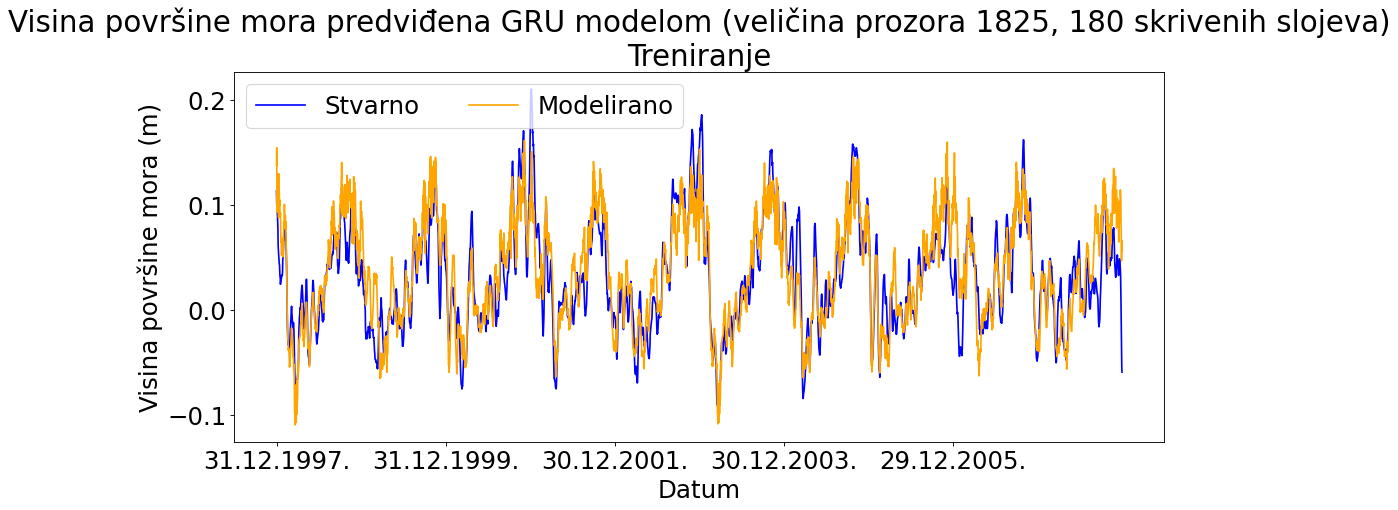 Visina površine mora predviđena GRU modelom (veličina prozora 1825, 180 skrivenih slojeva)
Treniranje
Stvarno
Modelirano
Visina površine mora (m)
0.2
0.1
0.0
−0.1
31.12.1997.
31.12.1999.
30.12.2001.
30.12.2003.
29.12.2005.
Datum